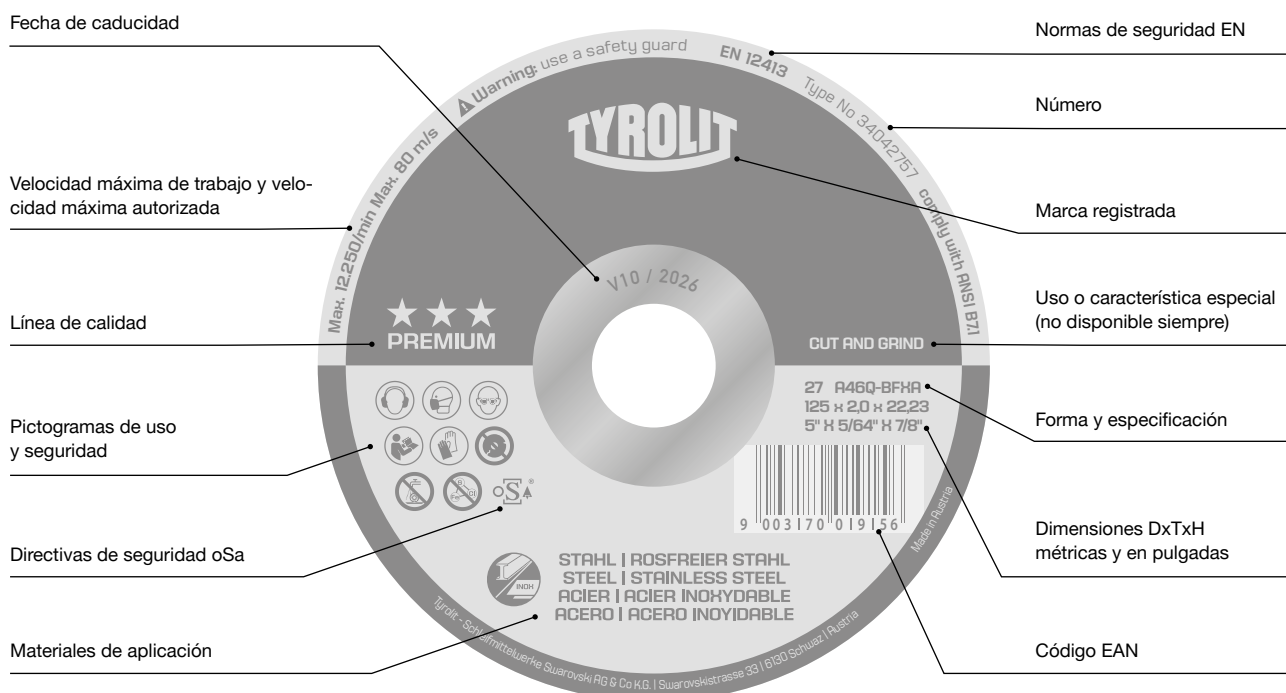 Fecha de caducidad
Velocidad máxima de trabajo y velo-
cidad máxima autorizada
Línea de calidad
Pictogramas de uso
y seguridad
Directivas de seguridad oSa
Materiales de aplicación
Max. 12.250/min Max. 80 m/s
Warning: use a safety guard
EN 12413
Type No 34042757
comply with ANSI B7.1
TYROLIT
V10 / 2026
PREMIUM
CUT AND GRIND
27 A46Q-BFXA
125 x 2,0 x 22,23
5" X 5/64" X 7/8"
9 003170 019156
oSa®
INOX
STAHL | ROSFREIER STAHL
STEEL | STAINLESS STEEL
ACIER | ACIER INOXYDABLE
ACERO | ACERO INOYIDABLE
Made in Austria
Tyrolit - Schleifmittelwerke Swarovski AG & Co K.G. | Swarovskistrasse 33 | 6130 Schwaz | Austria
Normas de seguridad EN
Número
Marca registrada
Uso o característica especial
(no disponible siempre)
Forma y especificación
Dimensiones DxTxH
métricas y en pulgadas
Código EAN